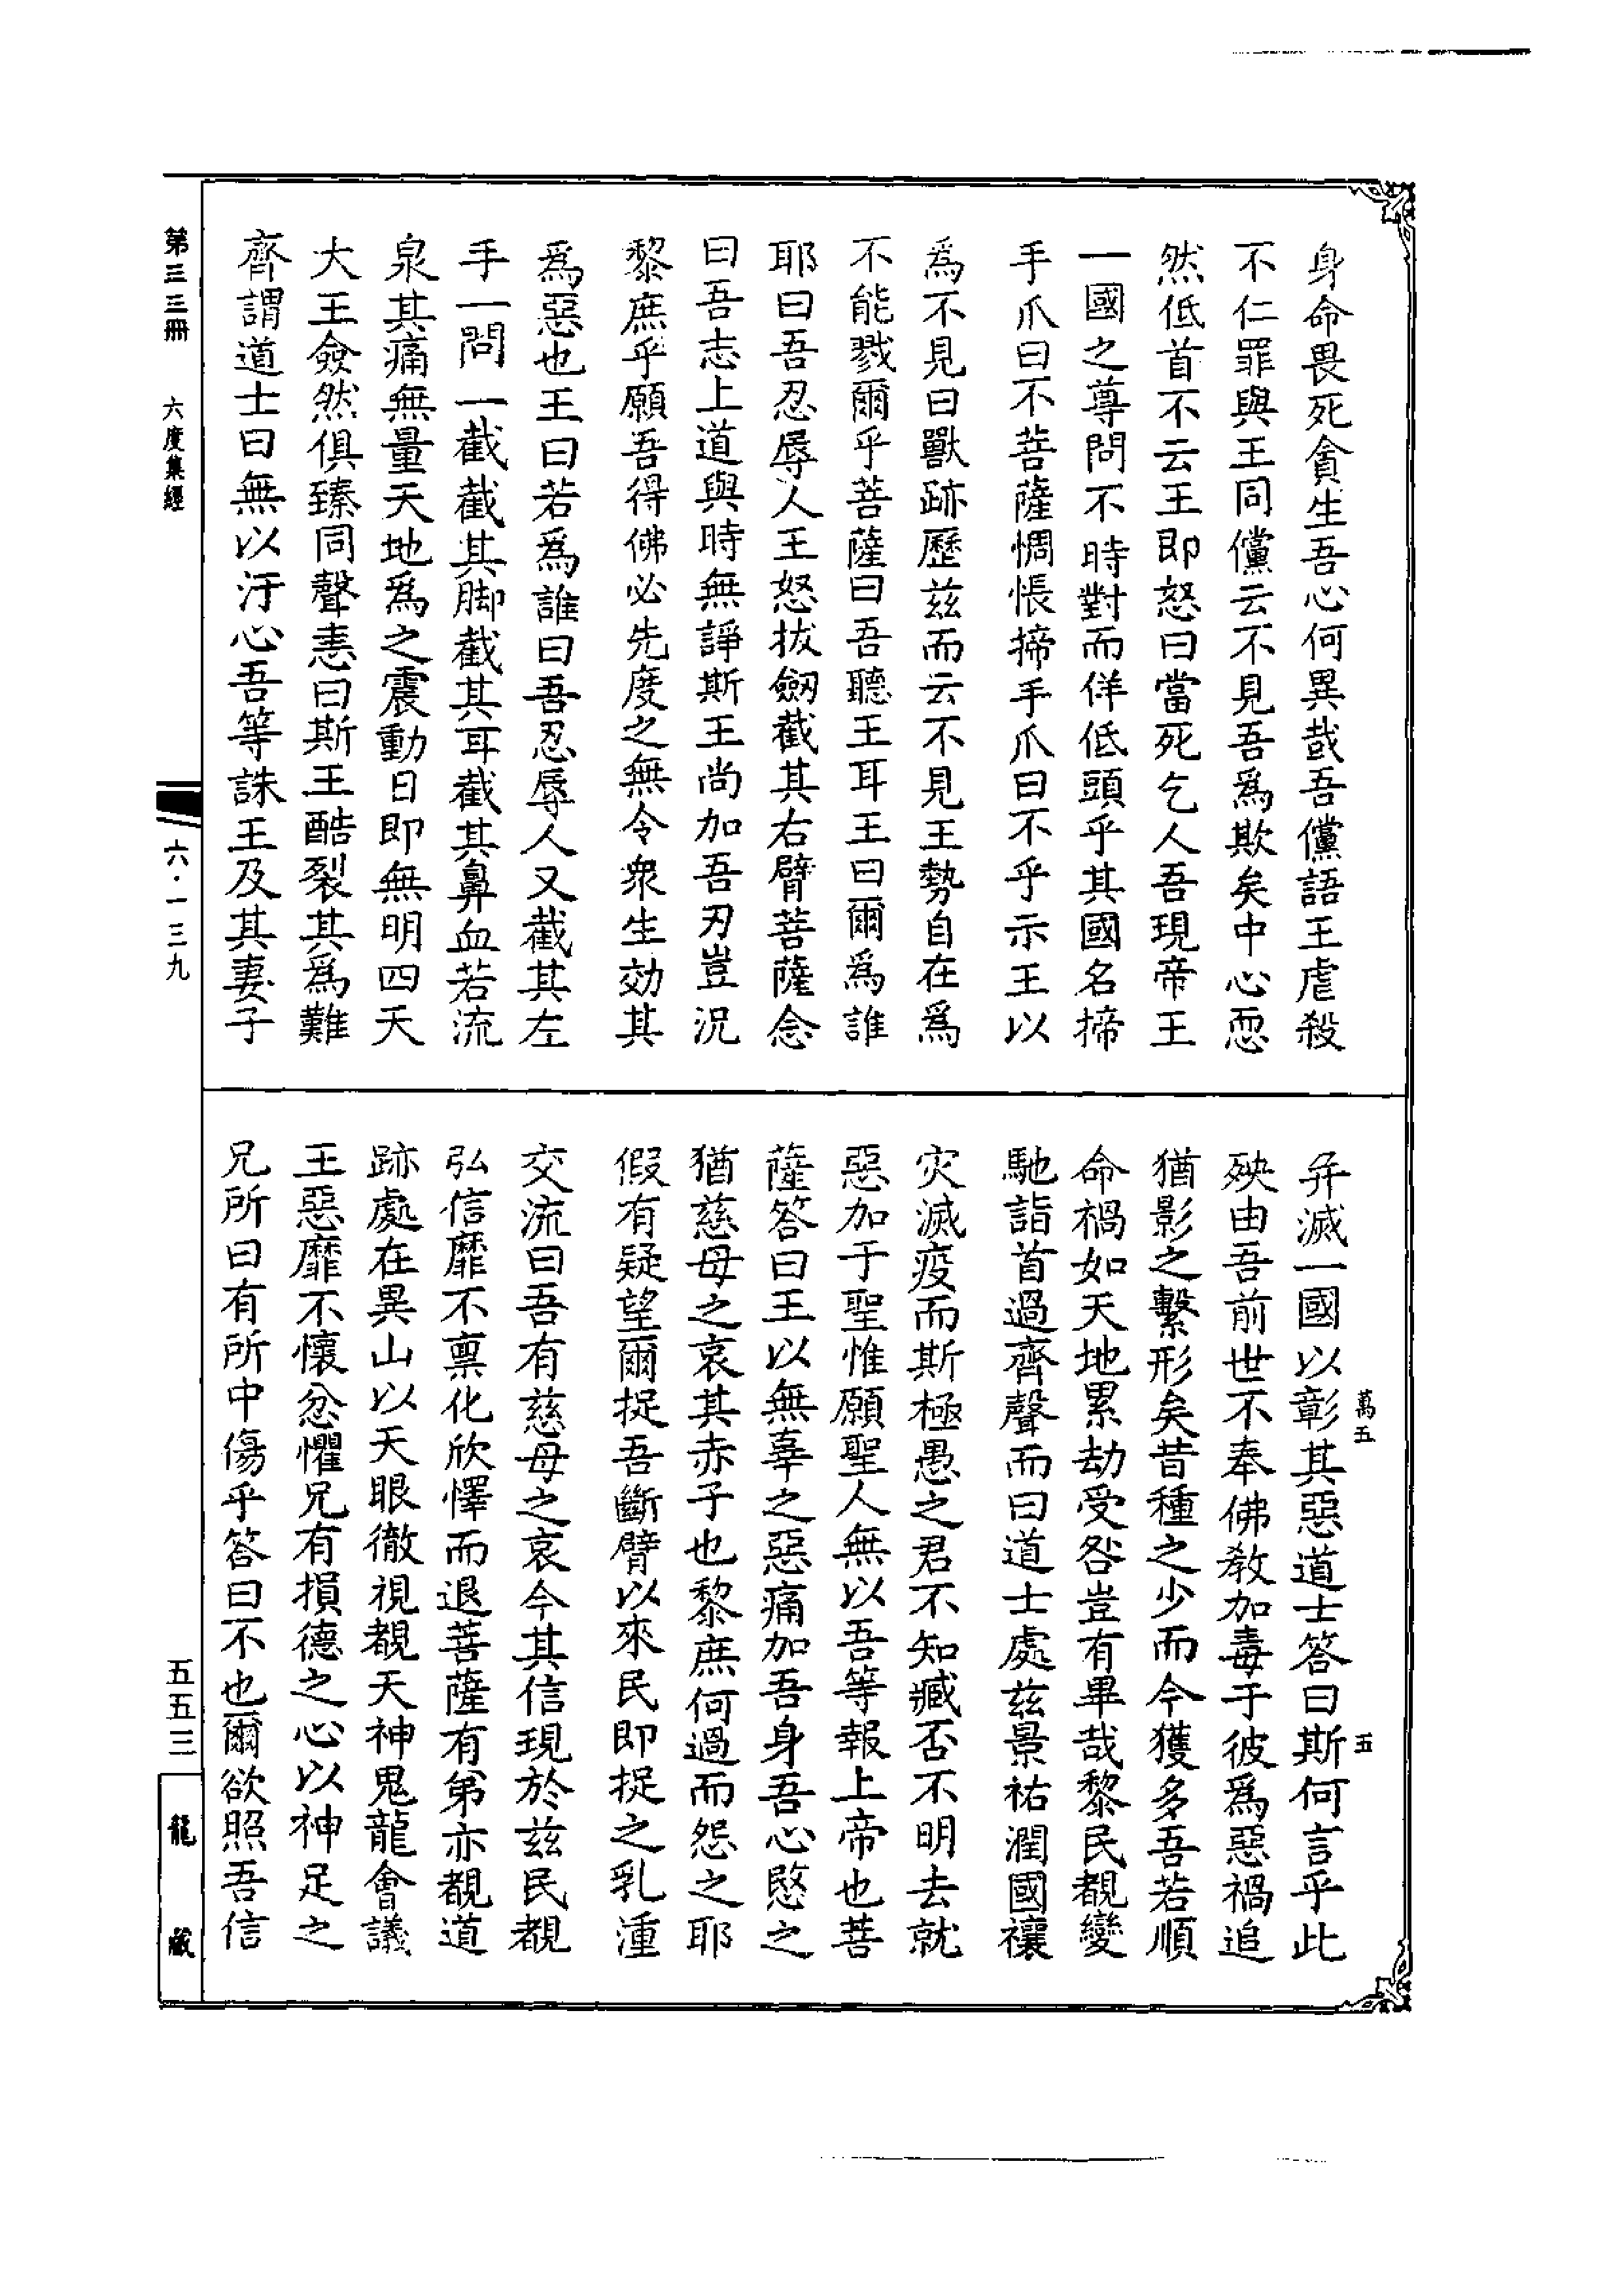 身命畏死貪生吾心何異哉吾儻語王虐殺
不仁罪與王同儻云不見吾為欺矣中心恧
然低首不云王即怒曰當死乞人吾現帝王
一國之尊問不時對而佯低頭乎其國名揥
手爪曰不菩薩惆悵揥手爪曰不乎示王以
為不見曰獸跡歷茲而云不見王勢自在為
不能戮爾乎菩薩曰吾聽王耳王曰爾為誰
耶曰吾忍辱人王怒拔劒截其右臂菩薩念
曰吾志上道與時無諍斯王尚加吾刃豈況
黎庶乎願吾得佛必先度之無令衆生効其
為惡也王曰若為誰曰吾忍辱人又截其左
手一問一截截其脚截其耳截其鼻血若流
泉其痛無量天地為之震動日即無明四天
大王僉然俱臻同聲恚曰斯王酷裂其為難
齊謂道士曰無以汙心吾等誅王及其妻子
萬五
五
幷滅一國以彰其惡道士答曰斯何言乎此
殃由吾前世不奉佛教加毒于彼為惡禍追
猶影之繫形矣昔種之少而今獲多吾若順
命禍如天地累劫受咎豈有畢哉黎民覩變
馳詣首過齊聲而曰道士處茲景祐潤國禳
灾滅疫而斯極愚之君不知臧否不明去就
惡加于聖惟願聖人無以吾等報上帝也菩
薩答曰王以無辜之惡痛加吾身吾心愍之
猶慈母之哀其赤子也黎庶何過而怨之耶
假有疑望爾捉吾斷臂以來民即捉之乳湩
交流曰吾有慈母之哀今其信現於茲民覩
弘信靡不稟化欣懌而退菩薩有弟亦覩道
跡處在異山以天眼徹視覩天神鬼龍會議
王惡靡不懷忿懼兄有損德之心以神足之
兄所曰有所中傷乎答曰不也爾欲照吾信
第三三冊　六度集經
六·一三九
五五三
龍藏